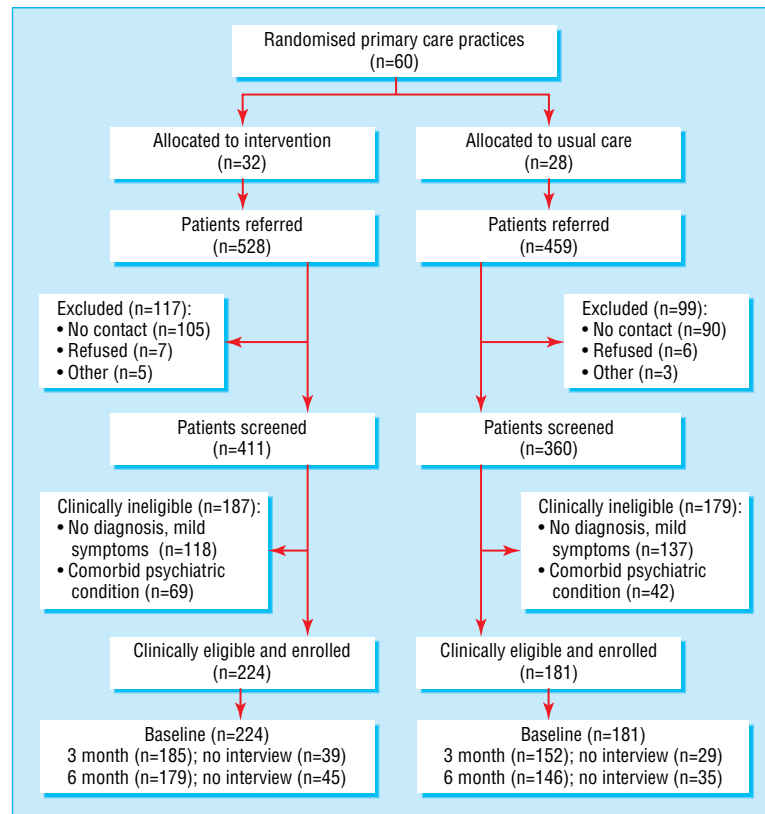 Randomised primary care practices
(n=60)
Allocated to intervention
(n=32)
Allocated to usual care
(n=28)
Patients referred
(n=528)
Patients referred
(n=459)
Excluded (n=117):
• No contact (n=105)
• Refused (n=7)
• Other (n=5)
Excluded (n=99):
• No contact (n=90)
• Refused (n=6)
• Other (n=3)
Patients screened
(n=411)
Patients screened
(n=360)
Clinically ineligible (n=187):
• No diagnosis, mild
symptoms (n=118)
• Comorbid psychiatric
condition (n=69)
Clinically ineligible (n=179):
• No diagnosis, mild
symptoms (n=137)
• Comorbid psychiatric
condition (n=42)
Clinically eligible and enrolled
(n=224)
Clinically eligible and enrolled
(n=181)
Baseline (n=224)
3 month (n=185); no interview (n=39)
6 month (n=179); no interview (n=45)
Baseline (n=181)
3 month (n=152); no interview (n=29)
6 month (n=146); no interview (n=35)